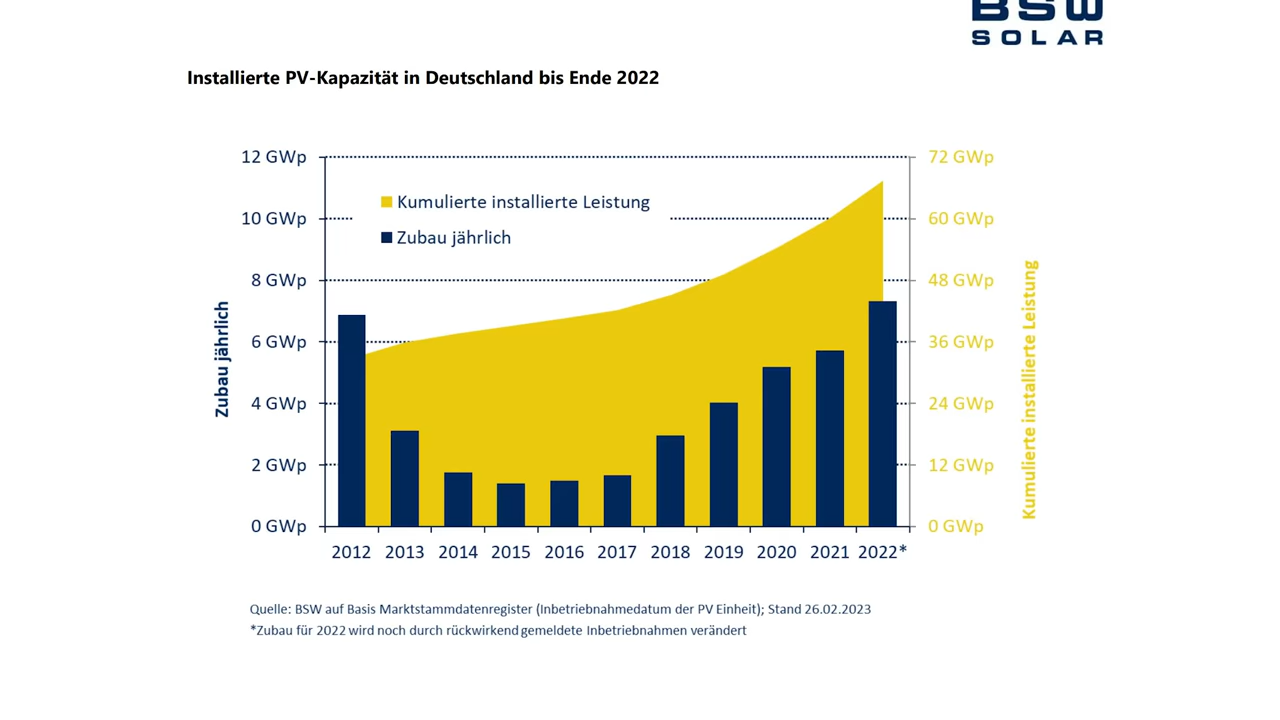 BSW
SOLAR
Installierte PV-Kapazität in Deutschland bis Ende 2022
12 GWp
10 GWp
8 GWp
6 GWp
4 GWp
2 GWp
0 GWp
Zubau jährlich
Kumulierte installierte Leistung
Zubau jährlich
72 GWp
60 GWp
48 GWp
36 GWp
24 GWp
12 GWp
0 GWp
Kumulierte installierte Leistung
2012 2013 2014 2015 2016 2017 2018 2019 2020 2021 2022*
Quelle: BSW auf Basis Marktstammdatenregister (Inbetriebnahmedatum der PV Einheit); Stand 26.02.2023
*Zubau für 2022 wird noch durch rückwirkend gemeldete Inbetriebnahmen verändert